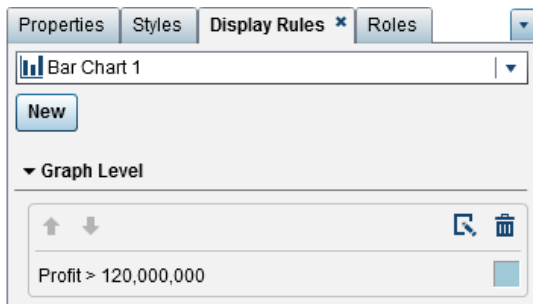 Properties Styles Display Rules Roles
Bar Chart 1
New
Graph Level
Profit > 120,000,000